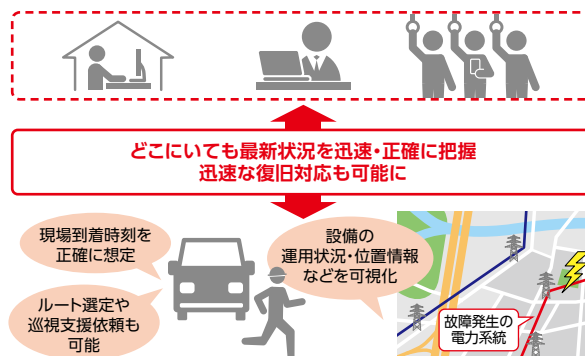 どこにいても最新状況を迅速・正確に把握
迅速な復旧対応も可能に
現場到着時刻を
正確に想定
ルート選定や
巡視支援依頼も
可能
設備の
運用状況・位置情報
などを可視化
故障発生の
電力系統